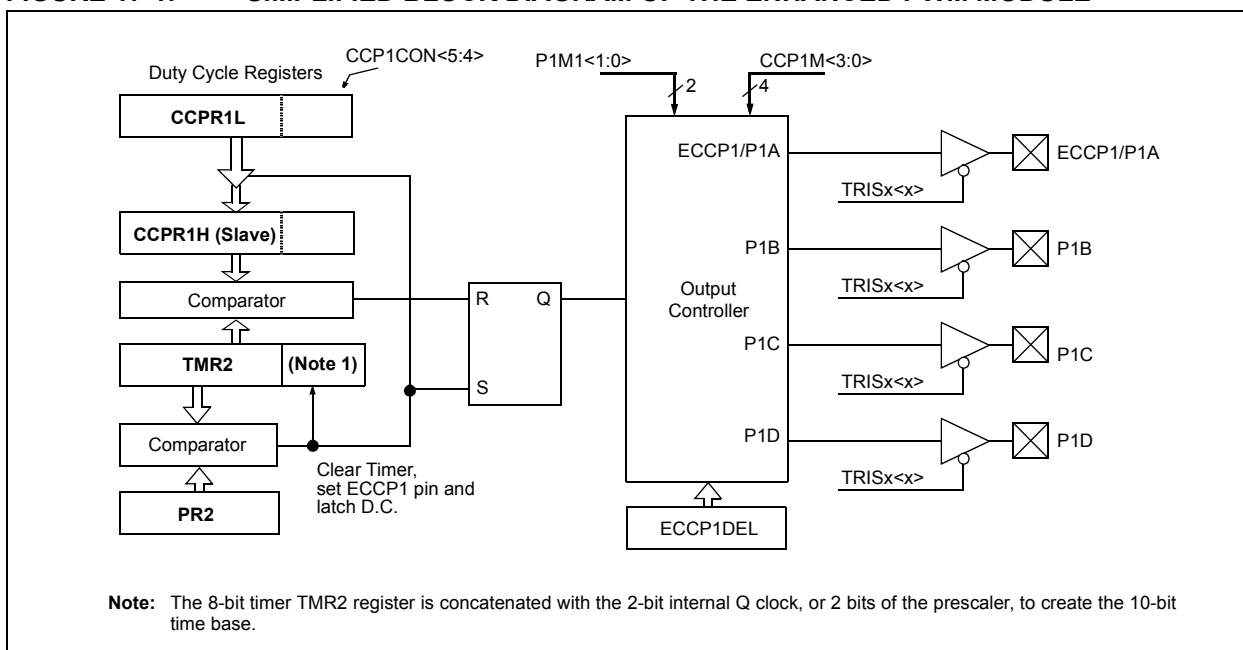 Duty Cycle Registers
CCP1CON<5:4>
CCPR1L
CCPR1H (Slave)
Comparator
TMR2
(Note 1)
Comparator
PR2
Clear Timer,
set ECCP1 pin and
latch D.C.
R
Q
S
P1M1<1:0>
2
CCP1M<3:0>
4
Output
Controller
ECCP1/P1A
P1B
P1C
P1D
ECCP1DEL
TRISx<x>
ECCP1/P1A
TRISx<x>
P1B
TRISx<x>
P1C
TRISx<x>
P1D
Note: The 8-bit timer TMR2 register is concatenated with the 2-bit internal Q clock, or 2 bits of the prescaler, to create the 10-bit
time base.